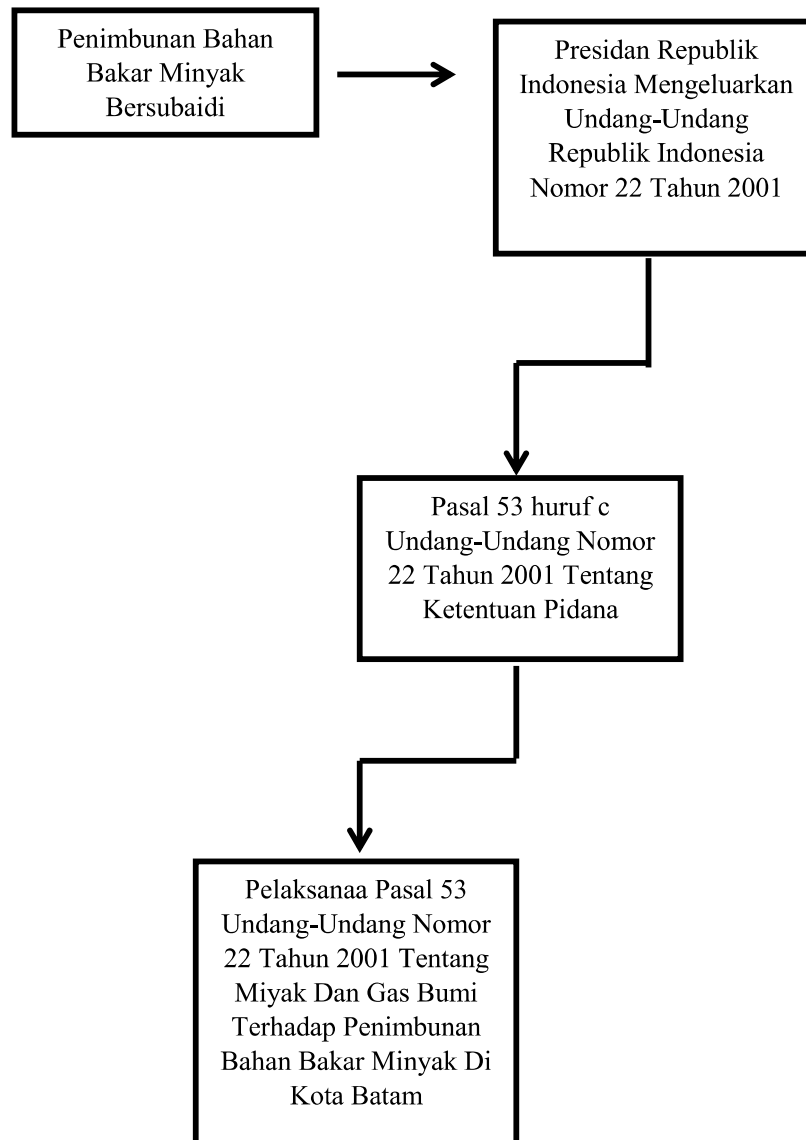 Penimbunan Bahan
Bakar Minyak
Bersubaidi
Presidan Republik
Indonesia Mengeluarkan
Undang-Undang
Republik Indonesia
Nomor 22 Tahun 2001
Pasal 53 huruf c
Undang-Undang Nomor
22 Tahun 2001 Tentang
Ketentuan Pidana
Pelaksanaa Pasal 53
Undang-Undang Nomor
22 Tahun 2001 Tentang
Miyak Dan Gas Bumi
Terhadap Penimbunan
Bahan Bakar Minyak Di
Kota Batam